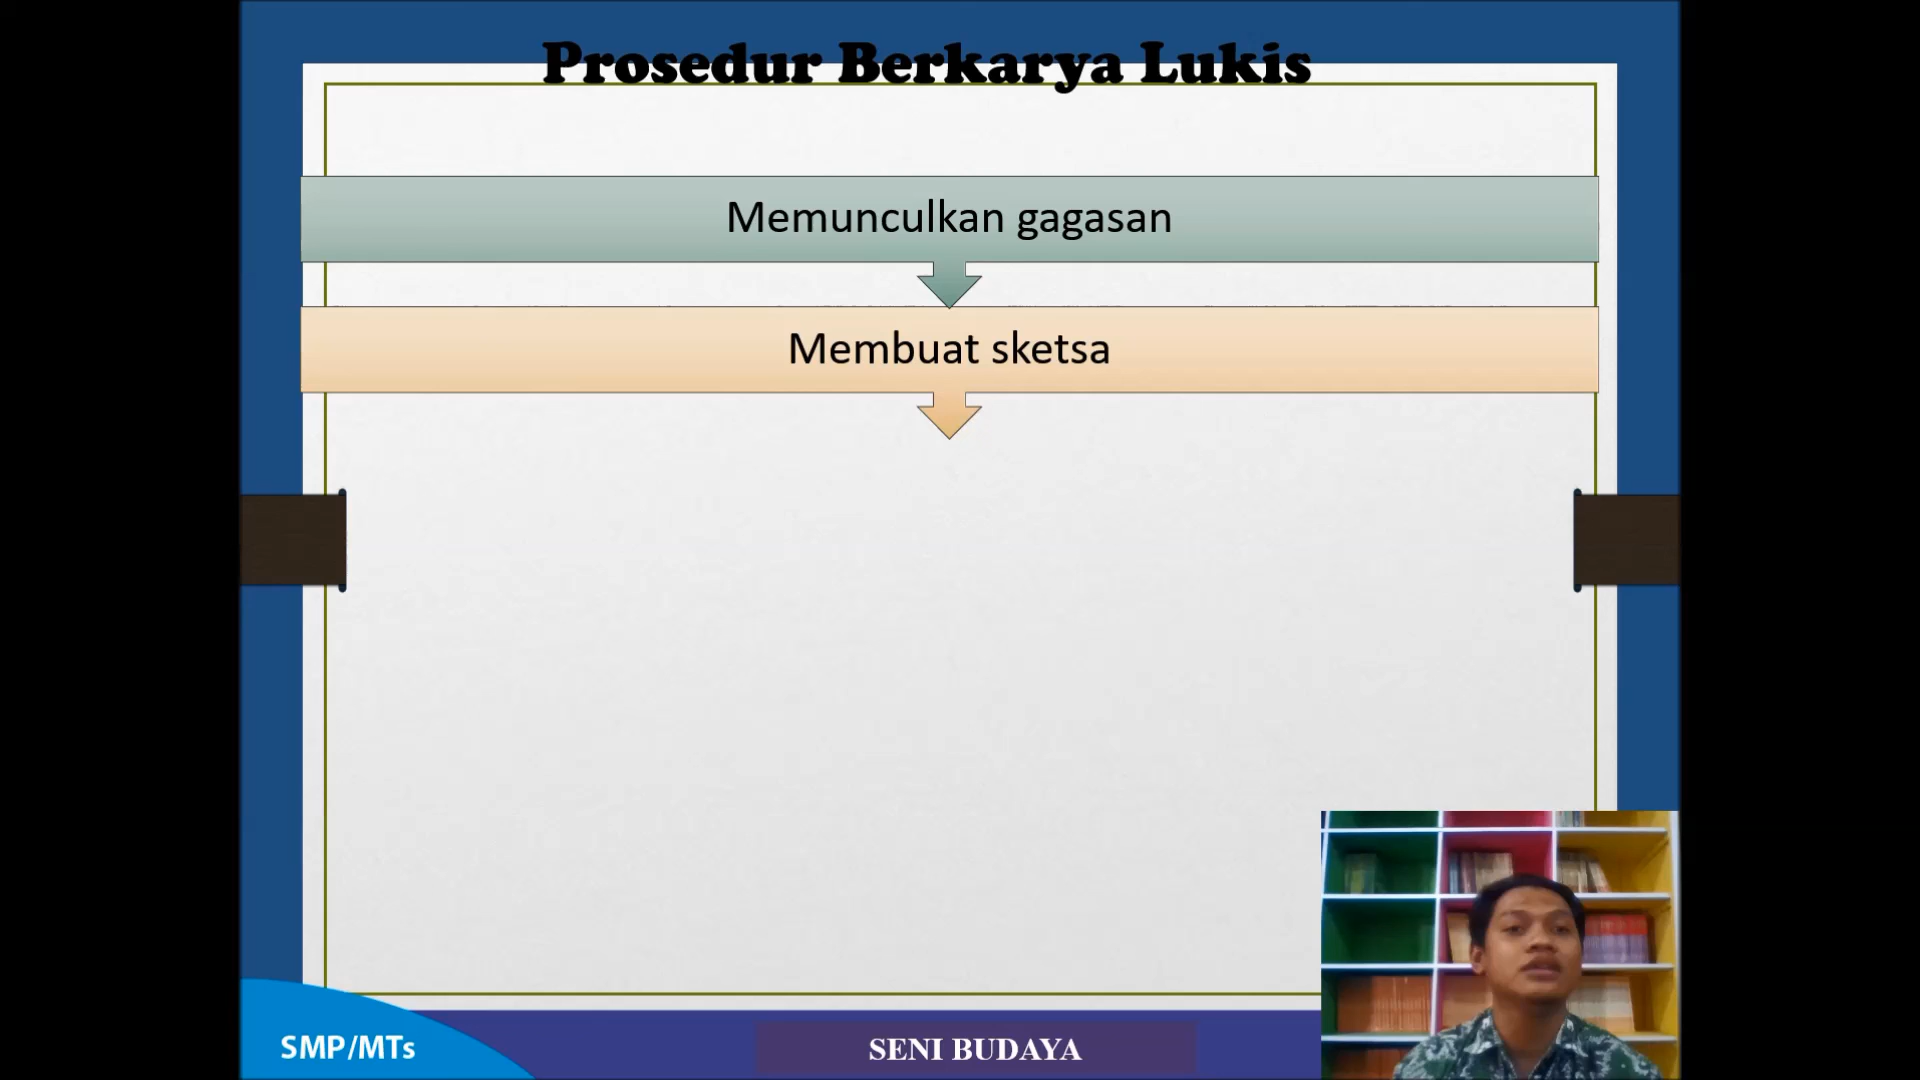 Prosedur Berkarya Lukis
Memunculkan gagasan
Membuat sketsa
SMP/MTs
SENI BUDAYA